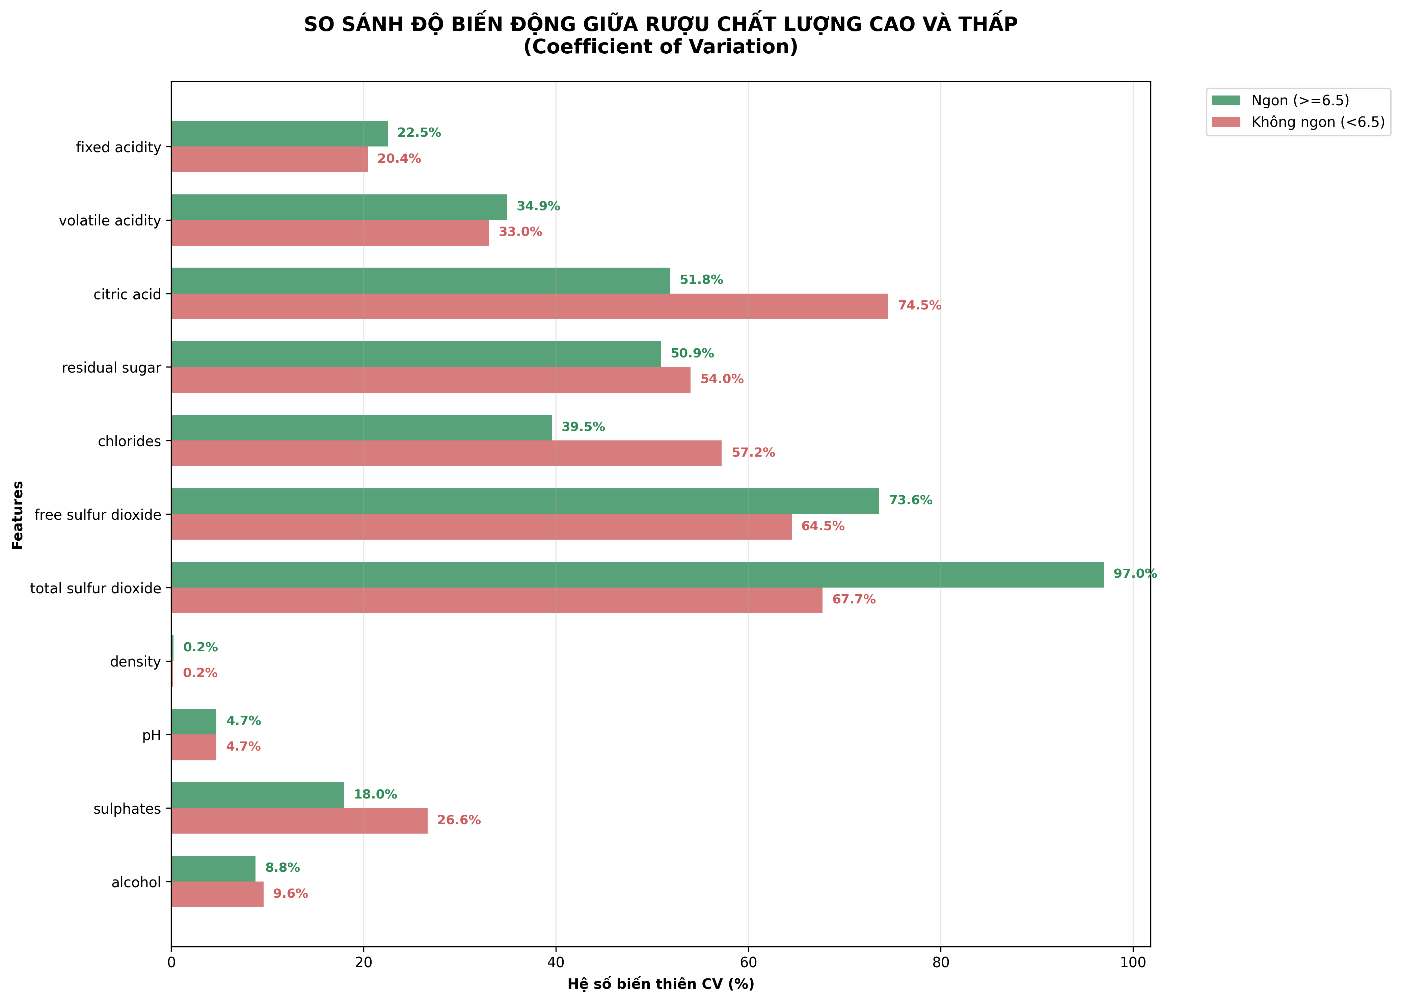 SO SÁNH ĐỘ BIẾN ĐỘNG GIỮA RƯỢU CHẤT LƯỢNG CAO VÀ THẤP
(Coefficient of Variation)
Ngon (>=6.5)
Không ngon (<6.5)
Features
fixed acidity
22.5%
20.4%
volatile acidity
34.9%
33.0%
citric acid
51.8%
74.5%
residual sugar
50.9%
54.0%
chlorides
39.5%
57.2%
free sulfur dioxide
73.6%
64.5%
total sulfur dioxide
97.0%
67.7%
density
0.2%
0.2%
pH
4.7%
4.7%
sulphates
18.0%
26.6%
alcohol
8.8%
9.6%
0 20 40 60 80 100
Hệ số biến thiên CV (%)